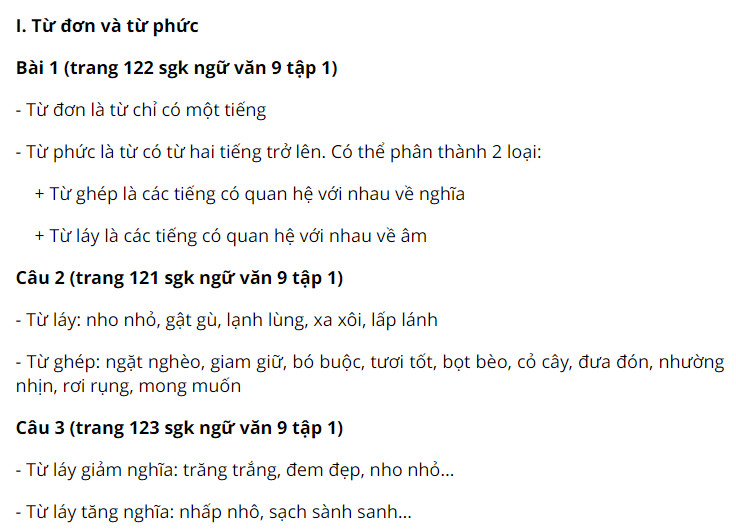 I. Từ đơn và từ phức
Bài 1 (trang 122 sgk ngữ văn 9 tập 1)
- Từ đơn là từ chỉ có một tiếng
- Từ phức là từ có từ hai tiếng trở lên. Có thể phân thành 2 loại:
+ Từ ghép là các tiếng có quan hệ với nhau về nghĩa
+ Từ láy là các tiếng có quan hệ với nhau về âm
Câu 2 (trang 121 sgk ngữ văn 9 tập 1)
- Từ láy: nho nhỏ, gật gù, lạnh lùng, xa xôi, lấp lánh
- Từ ghép: ngặt nghèo, giam giữ, bó buộc, tươi tốt, bọt bèo, cỏ cây, đưa đón, nhường
nhịn, rơi rụng, mong muốn
Câu 3 (trang 123 sgk ngữ văn 9 tập 1)
- Từ láy giảm nghĩa: trăng trắng, đem đẹp, nho nhỏ...
- Từ láy tăng nghĩa: nhấp nhô, sạch sành sanh...